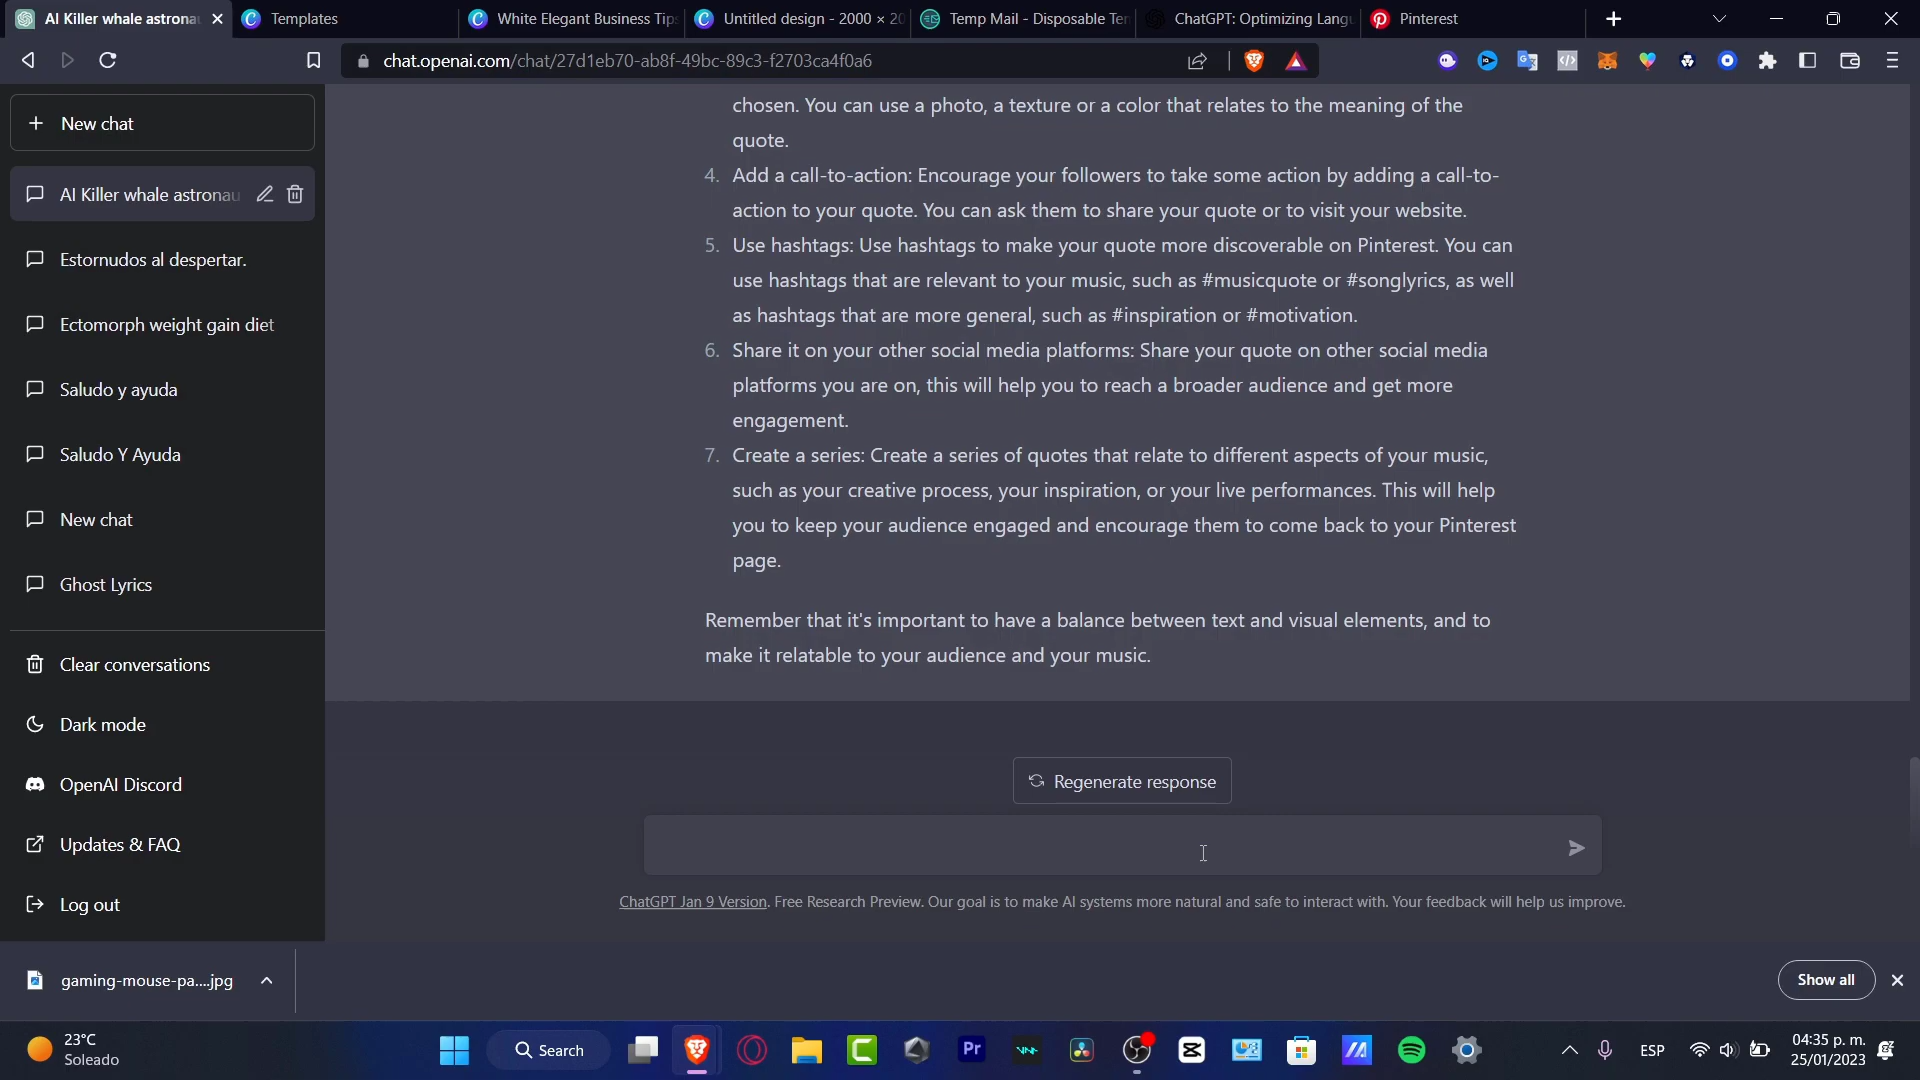 AI Killer whale astrona
Templates
White Elegant Business Tips
Untitled design - 2000 × 20
Temp Mail - Disposable Ten
ChatGPT: Optimizing Langu
Pinterest
chat.openai.com/chat/27d1eb70-ab8f-49bc-89c3-f2703ca4f0a6
New chat
AI Killer whale astronau
Estornudos al despertar.
Ectomorph weight gain diet
Saludo y ayuda
Saludo Y Ayuda
New chat
Ghost Lyrics
Clear conversations
Dark mode
OpenAI Discord
Updates & FAQ
Log out
chosen. You can use a photo, a texture or a color that relates to the meaning of the
quote.
4. Add a call-to-action: Encourage your followers to take some action by adding a call-to-
action to your quote. You can ask them to share your quote or to visit your website.
5. Use hashtags: Use hashtags to make your quote more discoverable on Pinterest. You can
use hashtags that are relevant to your music, such as #musicquote or #songlyrics, as well
as hashtags that are more general, such as #inspiration or #motivation.
6. Share it on your other social media platforms: Share your quote on other social media
platforms you are on, this will help you to reach a broader audience and get more
engagement.
7. Create a series: Create a series of quotes that relate to different aspects of your music,
such as your creative process, your inspiration, or your live performances. This will help
you to keep your audience engaged and encourage them to come back to your Pinterest
page.
Remember that it's important to have a balance between text and visual elements, and to
make it relatable to your audience and your music.
Regenerate response
ChatGPT Jan 9 Version. Free Research Preview. Our goal is to make AI systems more natural and safe to interact with. Your feedback will help us improve.
gaming-mouse-pa....jpg
Show all
23°C
Soleado
Search
Pr
ESP
04:35 p. m.
25/01/2023